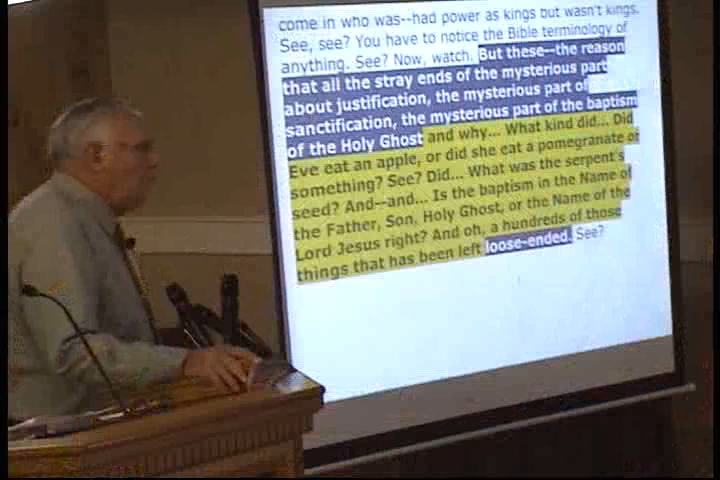 come in who was--had power as kings but wasn't kings.
See, see? You have to notice the Bible terminology of
anything. See? Now, watch. But these--the reason
that all the stray ends of the mysterious part
about justification, the mysterious part of
sanctification, the mysterious part of the baptism
of the Holy Ghost and why... What kind did... Did
Eve eat an apple, or did she eat a pomegranate or
something? See? Did... What was the serpent's
seed? And--and... Is the baptism in the Name of
the Father, Son, Holy Ghost, or the Name of the
Lord Jesus right? And oh, a hundreds of those
things that has been left loose-ended. See?